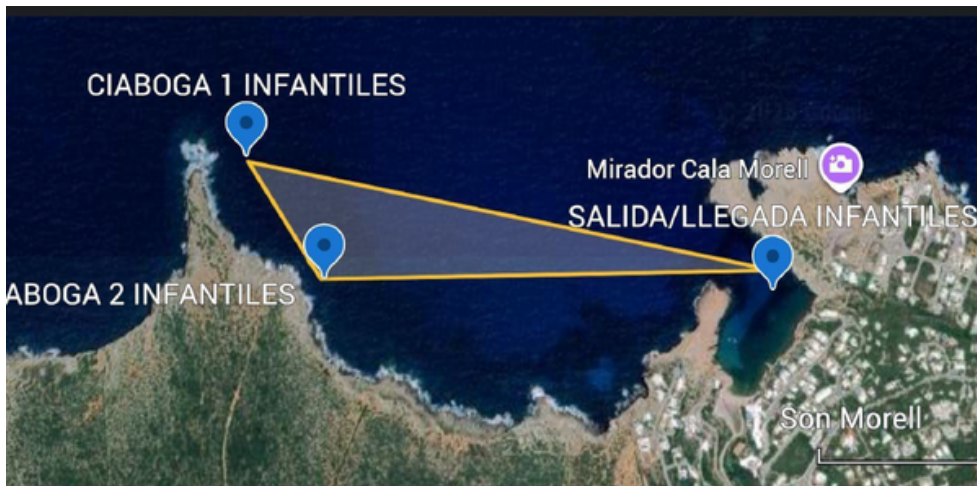 CIABOGA 1 INFANTILES
Mirador Cala Morell
SALIDA/LLEGADA INFANTILES
ABOGA 2 INFANTILES
Son Morell